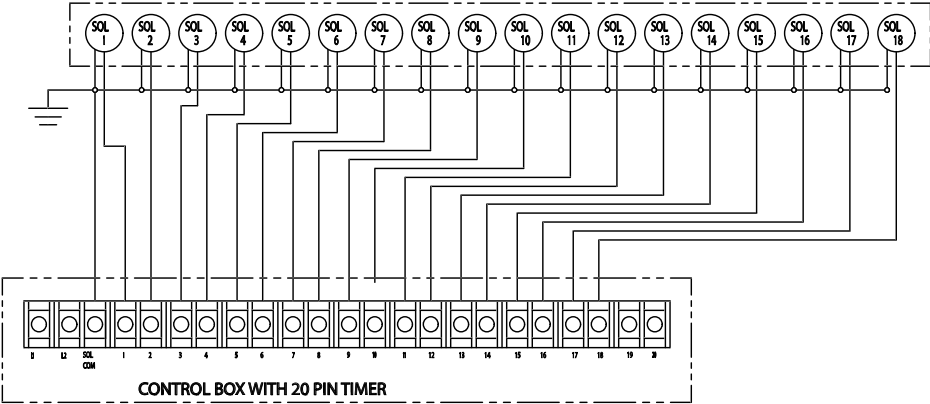 SOL SOL SOL SOL SOL SOL SOL SOL SOL SOL SOL SOL SOL SOL SOL SOL SOL SOL
1 2 3 4 5 6 7 8 9 10 11 12 13 14 15 16 17 18
L1 L2 SOL 1 2 3 4 5 6 7 8 9 10 11 12 13 14 15 16 17 18 19 20
COM
CONTROL BOX WITH 20 PIN TIMER